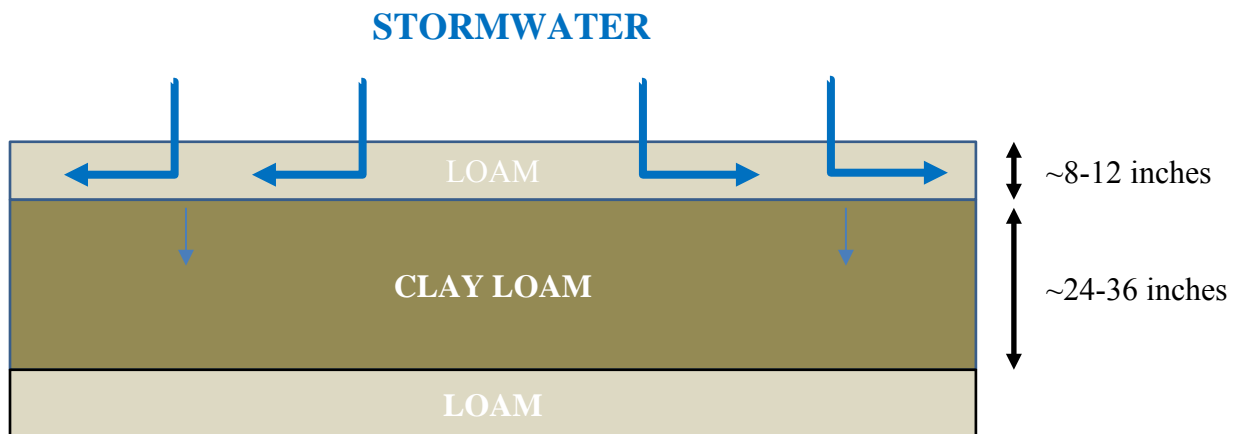 STORMWATER
LOAM
~8-12 inches
CLAY LOAM
~24-36 inches
LOAM